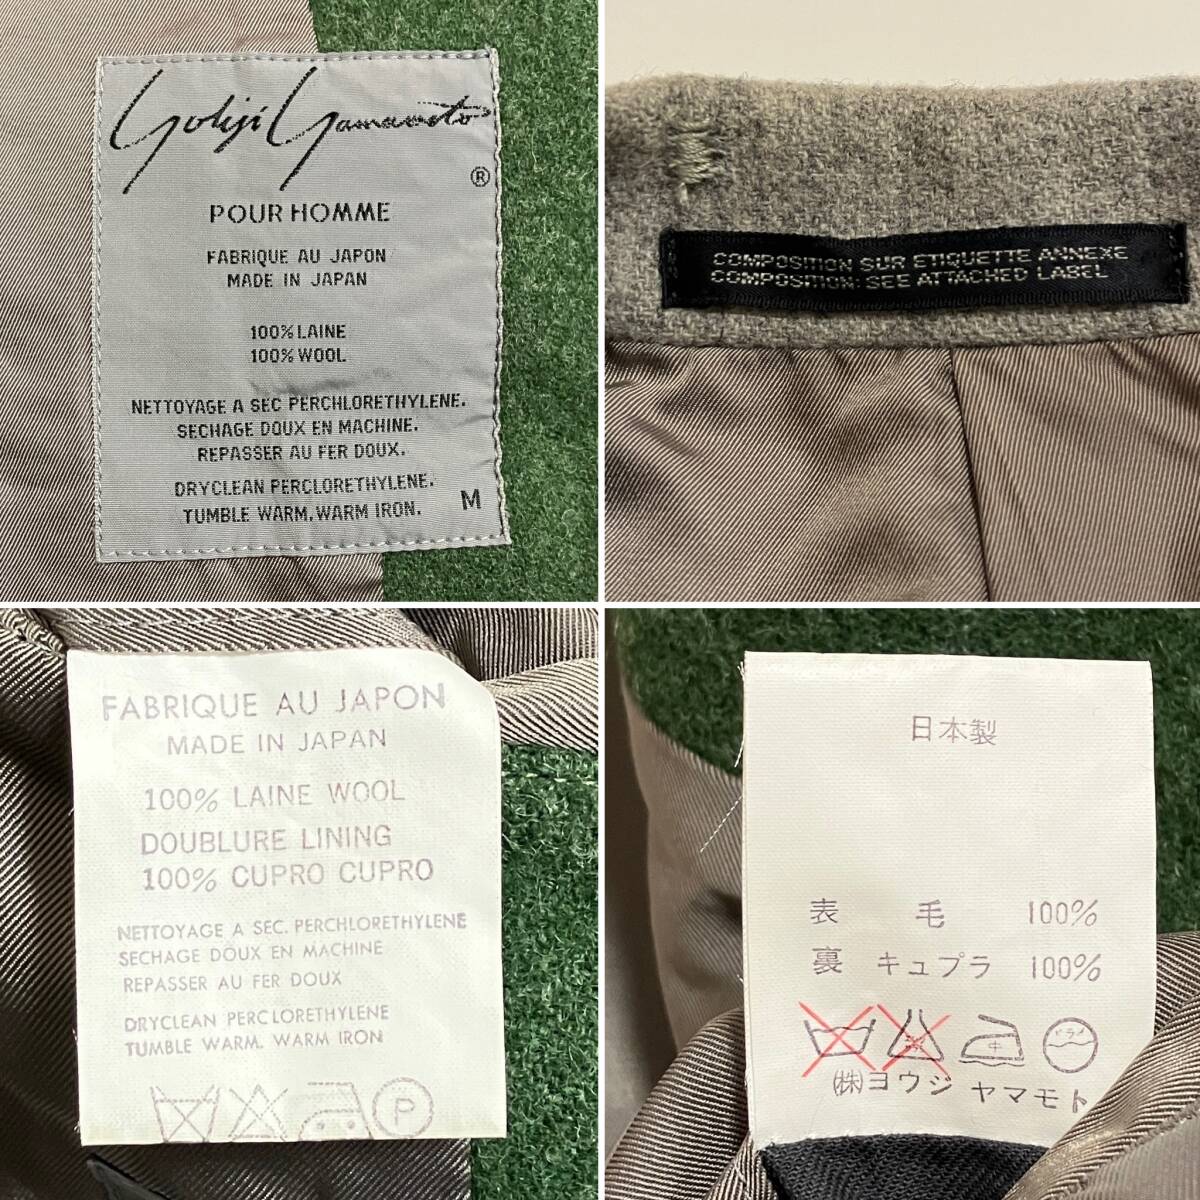 Yohji Yamamoto
®
POUR HOMME
FABRIQUE AU JAPON
MADE IN JAPAN
100% LAINE
100% WOOL
NETTOYAGE A SEC PERCHLORETHYLENE.
SECHAGE DOUX EN MACHINE.
REPASSER AU FER DOUX.
DRYCLEAN PERCLORETHYLENE.
TUMBLE WARM. WARM IRON.
M
COMPOSITION SUR ETIQUETTE ANNEXE
COMPOSITION: SEE ATTACHED LABEL
FABRIQUE AU JAPON
MADE IN JAPAN
100% LAINE WOOL
DOUBLURE LINING
100% CUPRO CUPRO
NETTOYAGE A SEC. PERCHLORETHYLENE
SECHAGE DOUX EN MACHINE
REPASSER AU FER DOUX
DRYCLEAN PERCLORETHYLENE
TUMBLE WARM. WARM IRON
P
日本製
表 毛 100%
裏 キュプラ 100%
中 ドライ
(株)ヨウジ ヤマモト